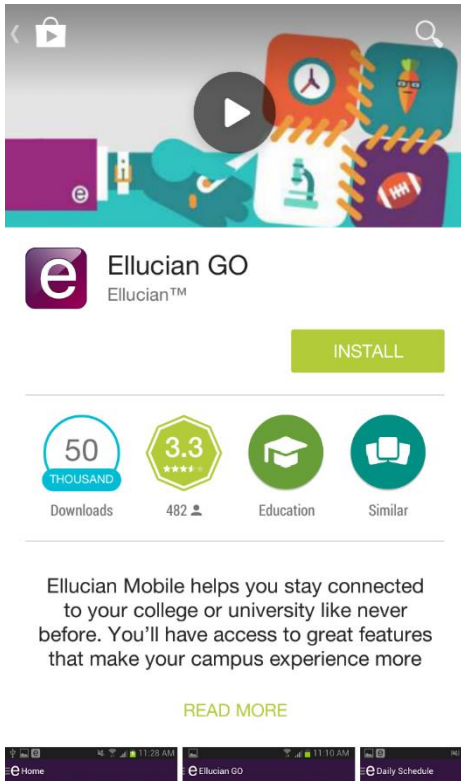 e
e Ellucian GO
Ellucian™
INSTALL
50
THOUSAND
3.3
Downloads
482
Education
Similar
Ellucian Mobile helps you stay connected
to your college or university like never
before. You'll have access to great features
that make your campus experience more
READ MORE
11:28 AM
11:10 AM
e Home
e Ellucian GO
e Daily Schedule